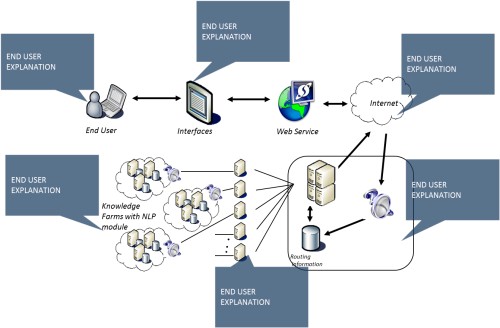 END USER
EXPLANATION
END USER
EXPLANATION
END USER
EXPLANATION
End User
Interfaces
Web Service
Internet
END USER
EXPLANATION
Knowledge
Farms with NLP
module
END USER
EXPLANATION
Routing
Information
END USER
EXPLANATION